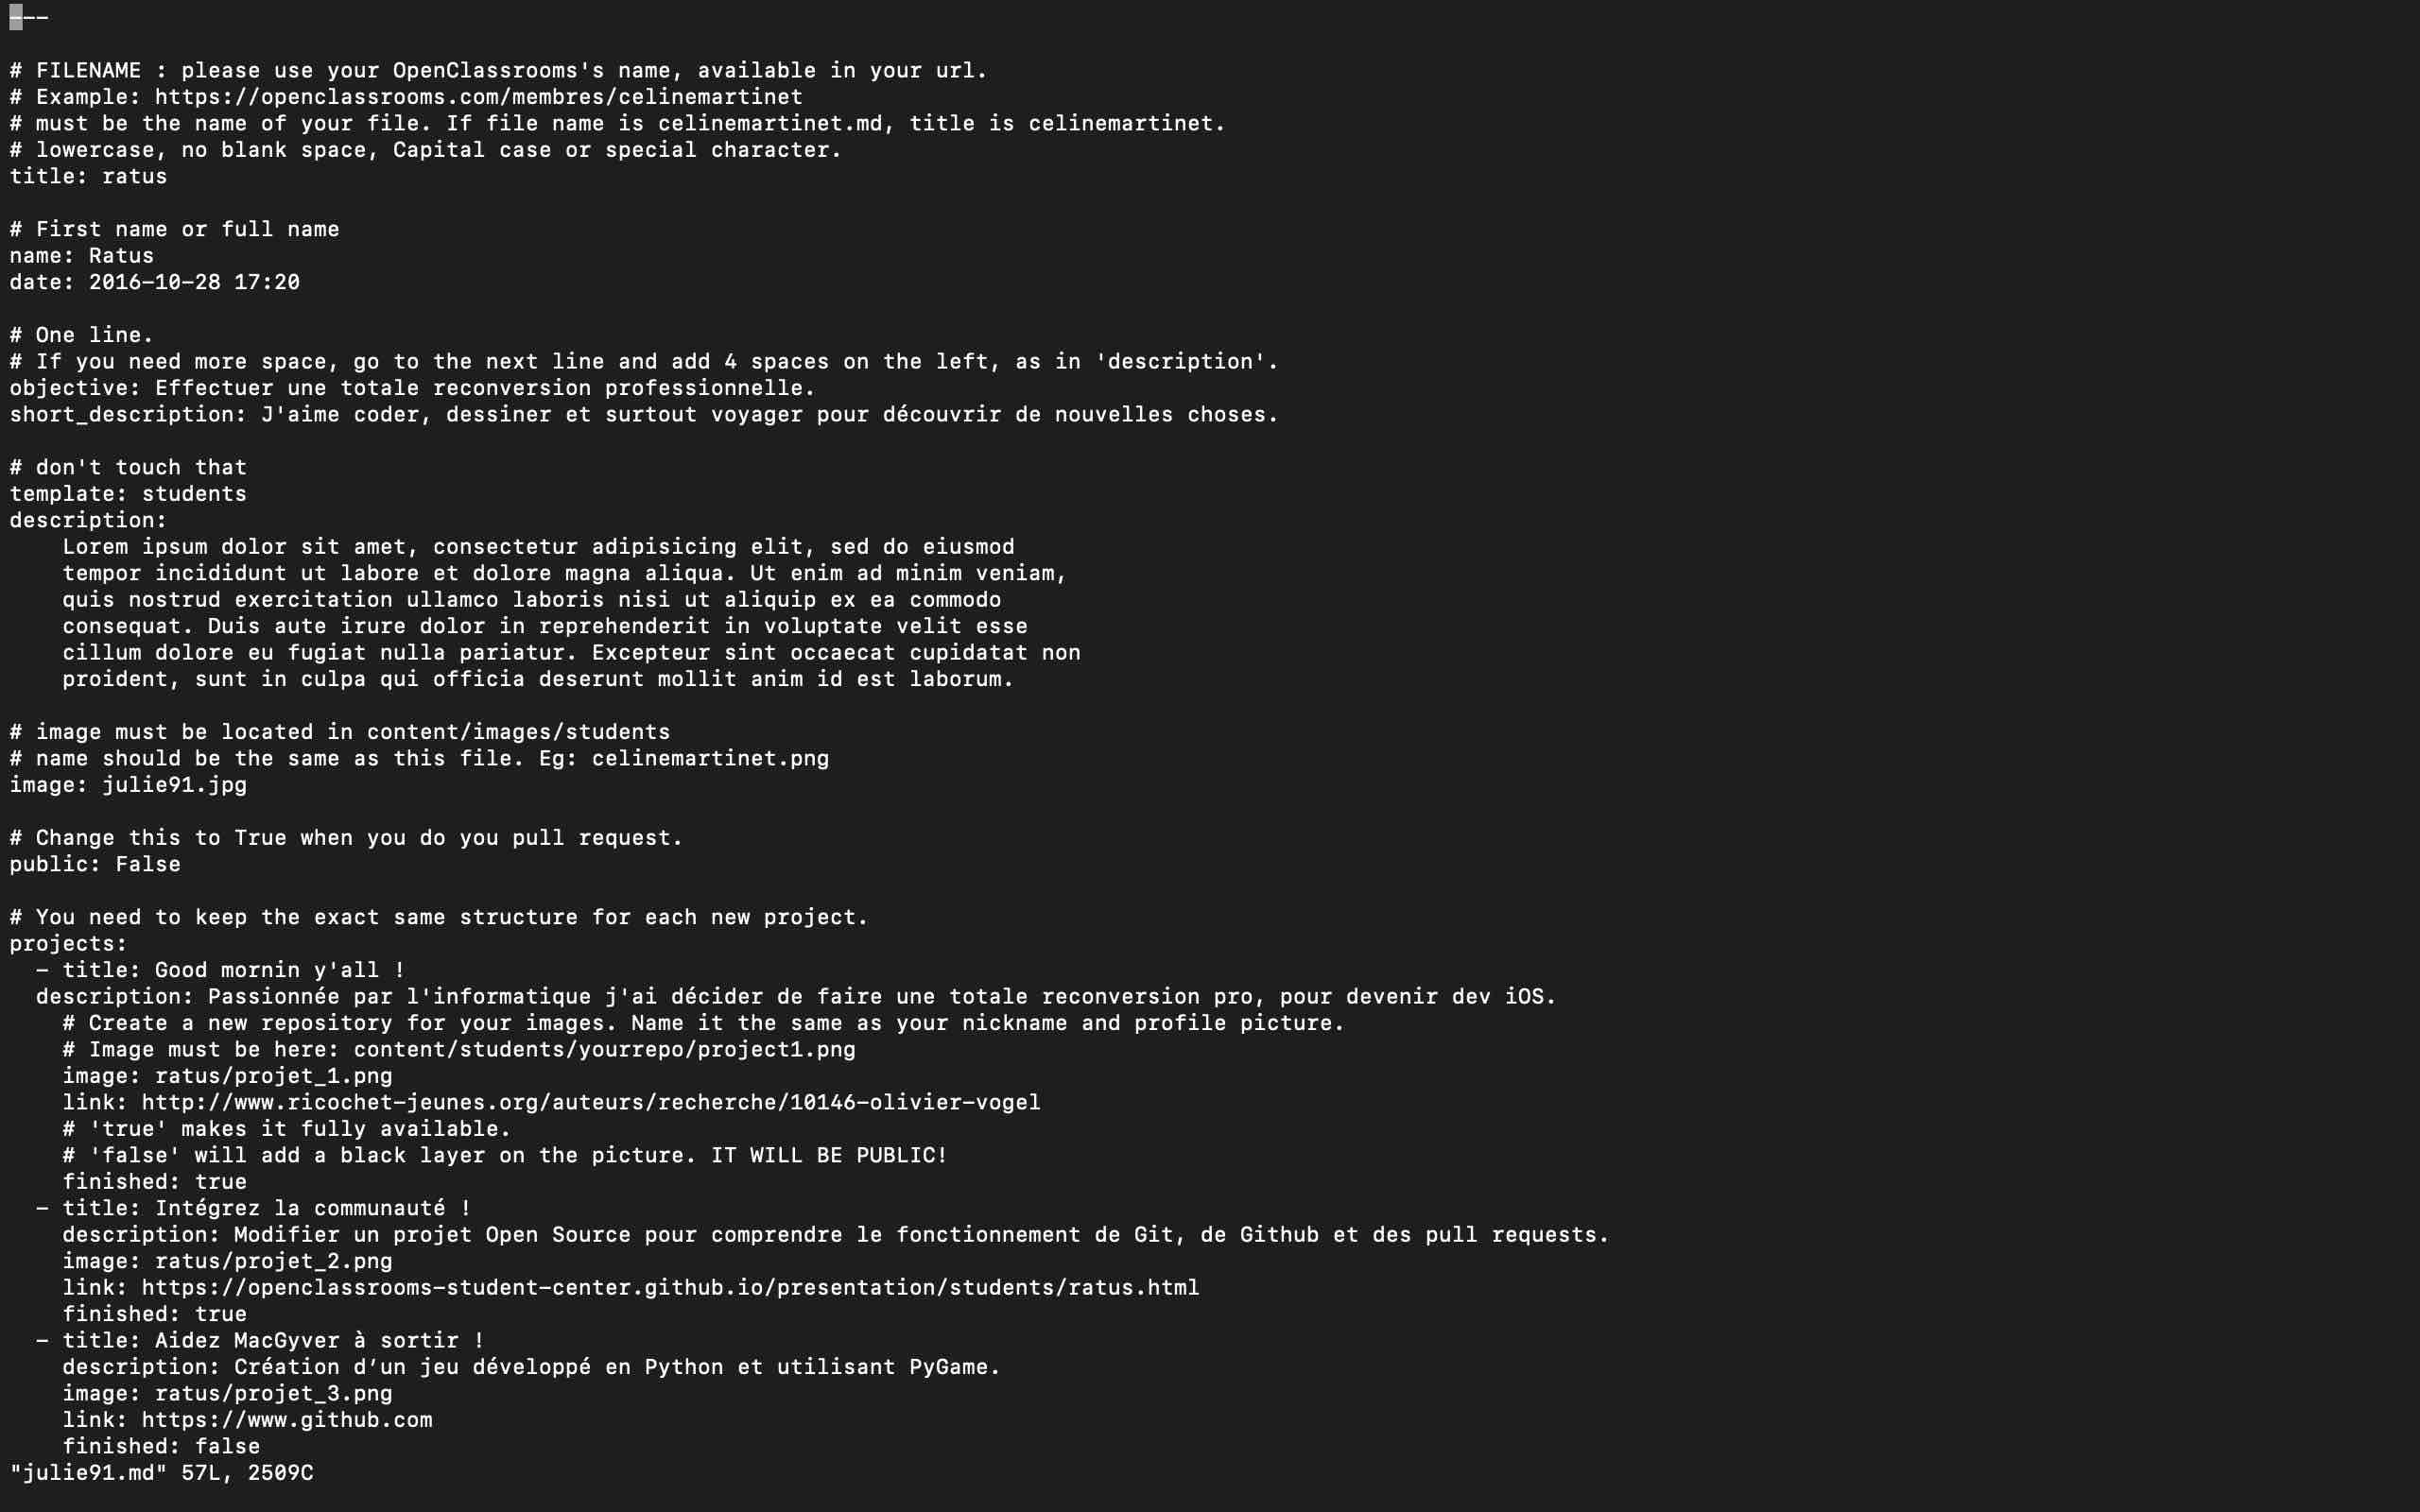 ---
# FILENAME : please use your OpenClassrooms's name, available in your url.
# Example: https://openclassrooms.com/membres/celinemartinet
# must be the name of your file. If file name is celinemartinet.md, title is celinemartinet.
# lowercase, no blank space, Capital case or special character.
title: ratus
# First name or full name
name: Ratus
date: 2016-10-28 17:20
# One line.
# If you need more space, go to the next line and add 4 spaces on the left, as in 'description'.
objective: Effectuer une totale reconversion professionnelle.
short_description: J'aime coder, dessiner et surtout voyager pour découvrir de nouvelles choses.
# don't touch that
template: students
description:
    Lorem ipsum dolor sit amet, consectetur adipisicing elit, sed do eiusmod
    tempor incididunt ut labore et dolore magna aliqua. Ut enim ad minim veniam,
    quis nostrud exercitation ullamco laboris nisi ut aliquip ex ea commodo
    consequat. Duis aute irure dolor in reprehenderit in voluptate velit esse
    cillum dolore eu fugiat nulla pariatur. Excepteur sint occaecat cupidatat non
    proident, sunt in culpa qui officia deserunt mollit anim id est laborum.
# image must be located in content/images/students
# name should be the same as this file. Eg: celinemartinet.png
image: julie91.jpg
# Change this to True when you do you pull request.
public: False
# You need to keep the exact same structure for each new project.
projects:
  - title: Good mornin y'all !
  description: Passionnée par l'informatique j'ai décider de faire une totale reconversion pro, pour devenir dev iOS.
    # Create a new repository for your images. Name it the same as your nickname and profile picture.
    # Image must be here: content/students/yourrepo/project1.png
    image: ratus/projet_1.png
    link: http://www.ricochet-jeunes.org/auteurs/recherche/10146-olivier-vogel
    # 'true' makes it fully available.
    # 'false' will add a black layer on the picture. IT WILL BE PUBLIC!
    finished: true
  - title: Intégrez la communauté !
    description: Modifier un projet Open Source pour comprendre le fonctionnement de Git, de Github et des pull requests.
    image: ratus/projet_2.png
    link: https://openclassrooms-student-center.github.io/presentation/students/ratus.html
    finished: true
  - title: Aidez MacGyver à sortir !
    description: Création d’un jeu développé en Python et utilisant PyGame.
    image: ratus/projet_3.png
    link: https://www.github.com
    finished: false
"julie91.md" 57L, 2509C